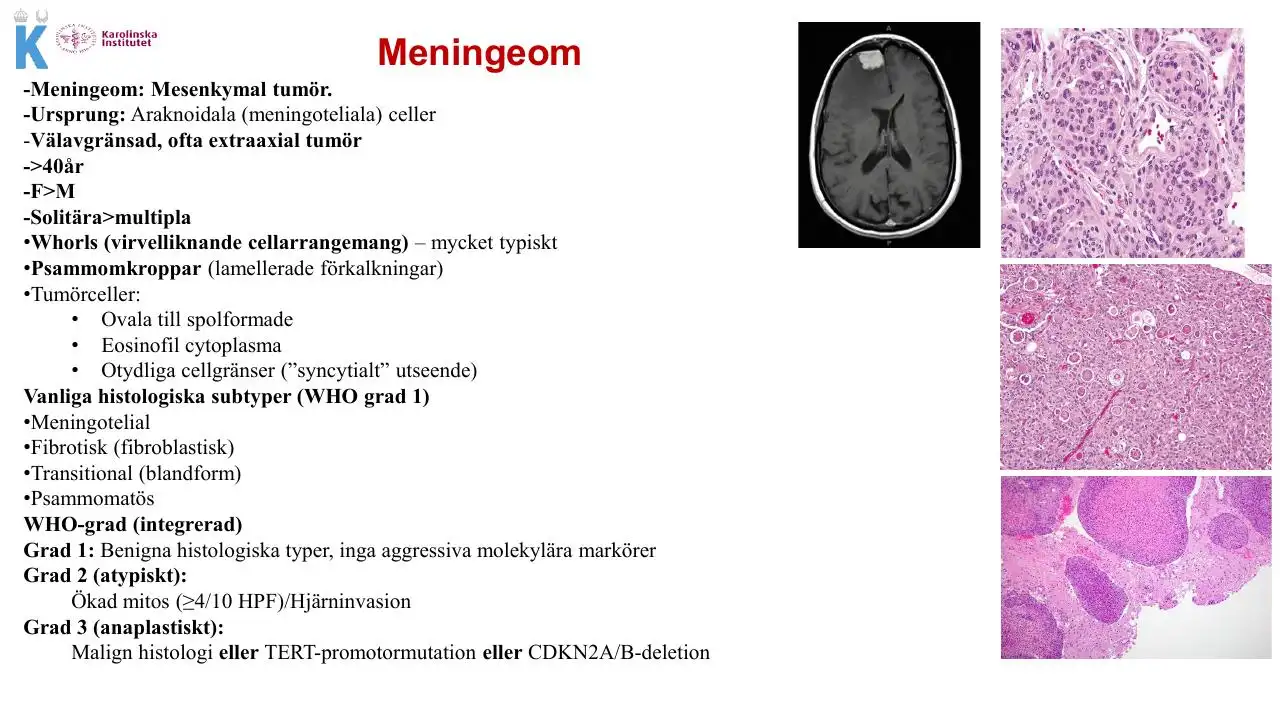 Karolinska
Institutet
Meningeom
-Meningeom: Mesenkymal tumör.
-Ursprung: Araknoidala (meningoteliala) celler
-Välavgränsad, ofta extraaxial tumör
->40år
-F>M
-Solitära>multipla
•Whorls (virvelliknande cellarrangemang) – mycket typiskt
•Psammomkroppar (lamellerade förkalkningar)
•Tumörceller:
• Ovala till spolformade
• Eosinofil cytoplasma
• Otydliga cellgränser (”syncytialt” utseende)
Vanliga histologiska subtyper (WHO grad 1)
•Meningotelial
•Fibrotisk (fibroblastisk)
•Transitional (blandform)
•Psammomatös
WHO-grad (integrerad)
Grad 1: Benigna histologiska typer, inga aggressiva molekylära markörer
Grad 2 (atypiskt):
Ökad mitos (≥4/10 HPF)/Hjärninvasion
Grad 3 (anaplastiskt):
Malign histologi eller TERT-promotormutation eller CDKN2A/B-deletion
A
P